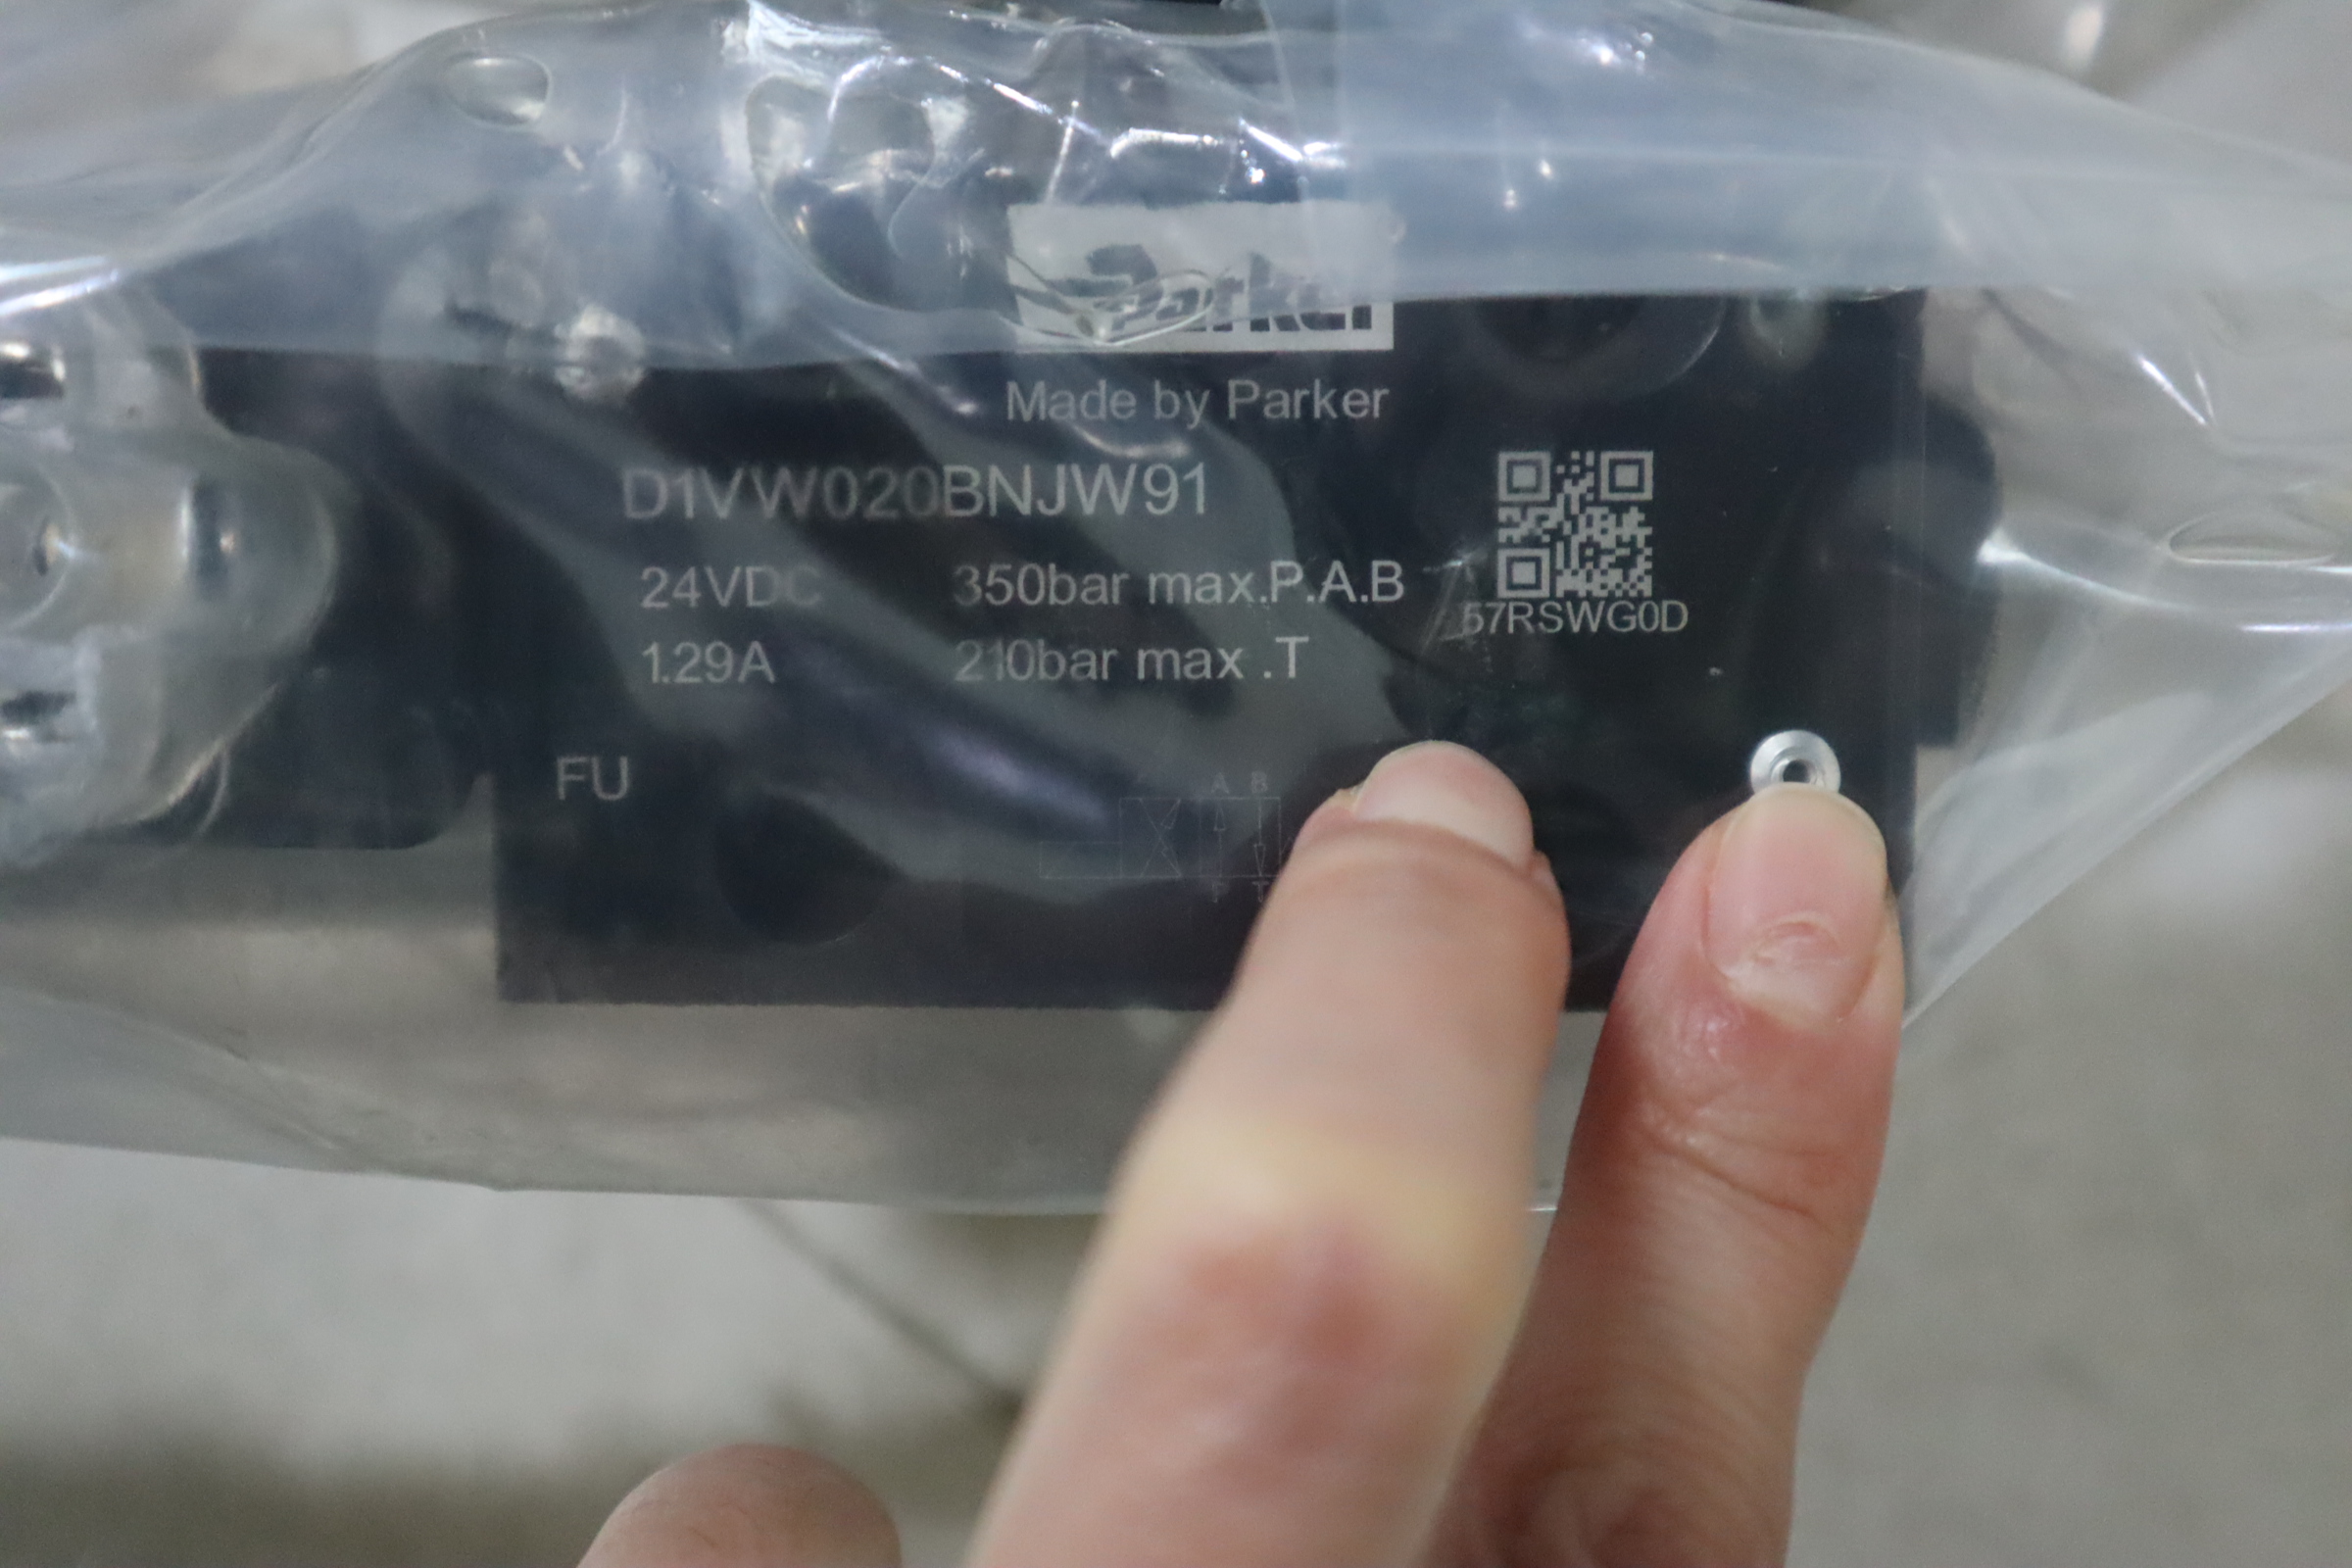 Parker
Made by Parker
D1VW020BNJW91
24VDC 350bar max.P.A.B
1.29A 210bar max .T
57RSWG0D
FU
A B
P T